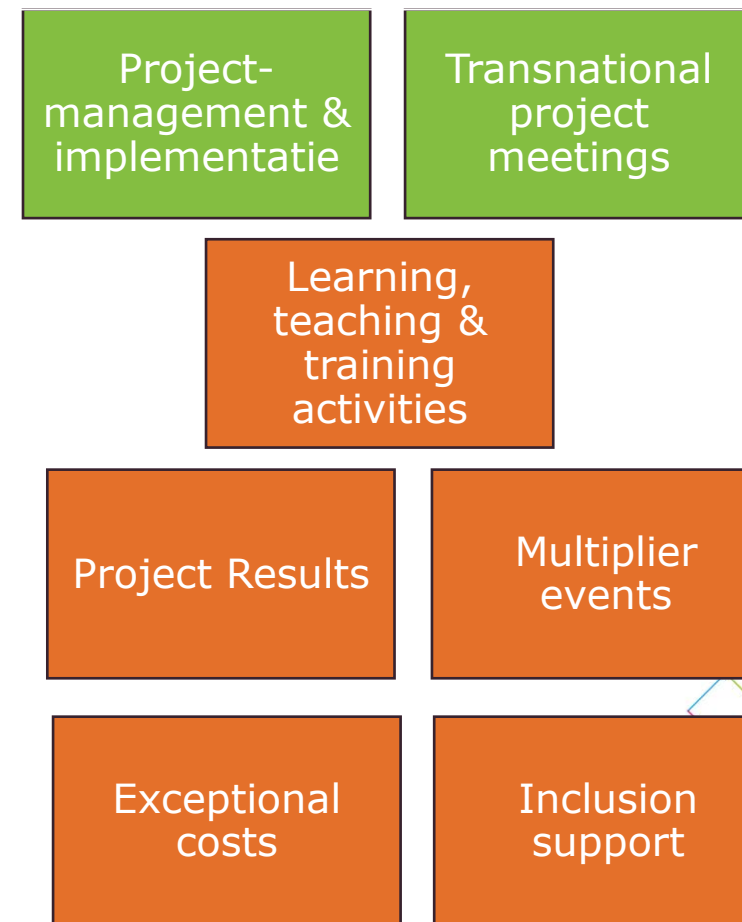 Project-
management &
implementatie
Transnational
project
meetings
Learning,
teaching &
training
activities
Project Results
Multiplier
events
Exceptional
costs
Inclusion
support